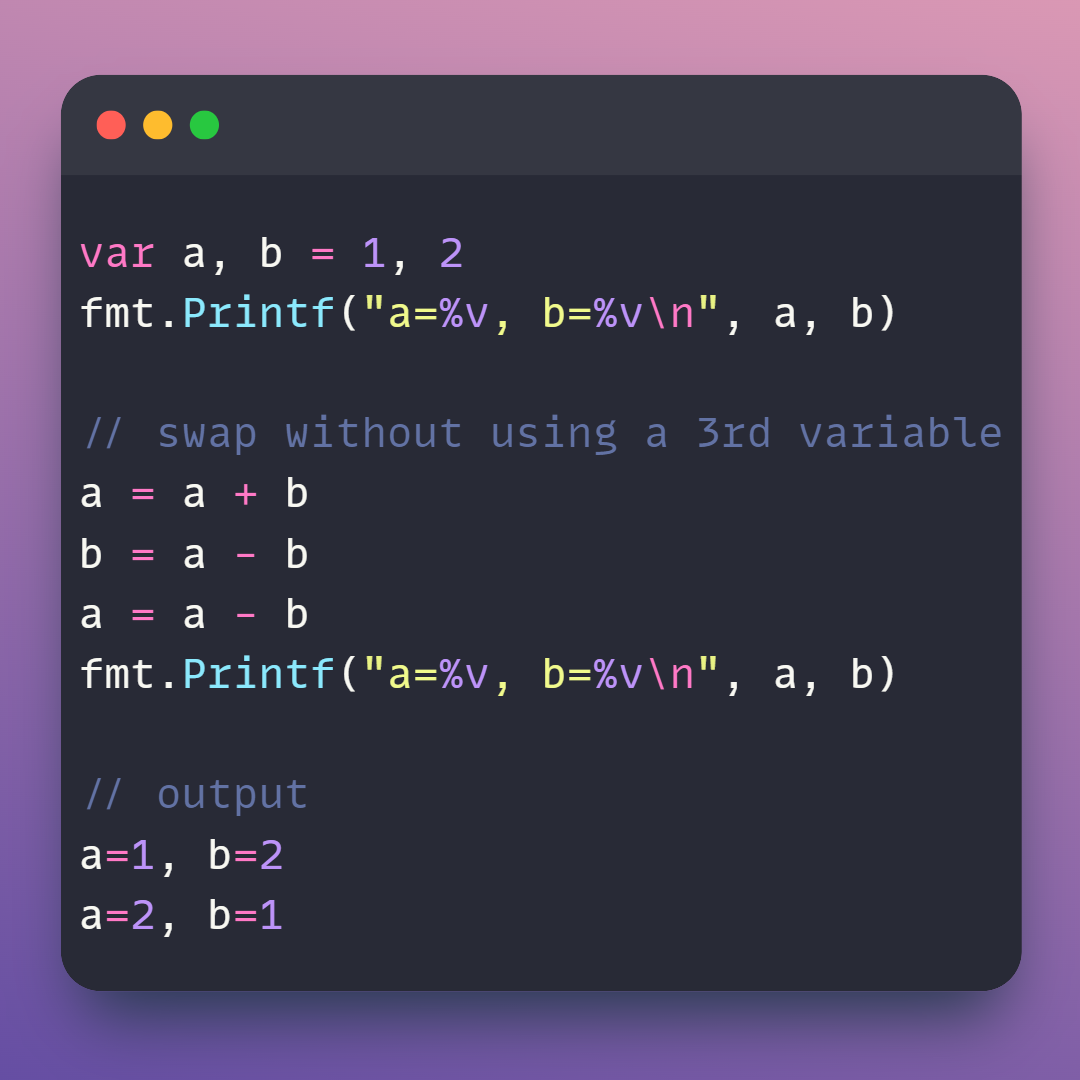 var a, b = 1, 2
fmt.Printf("a=%v, b=%v\n", a, b)
// swap without using a 3rd variable
a = a + b
b = a - b
a = a - b
fmt.Printf("a=%v, b=%v\n", a, b)
// output
a=1, b=2
a=2, b=1